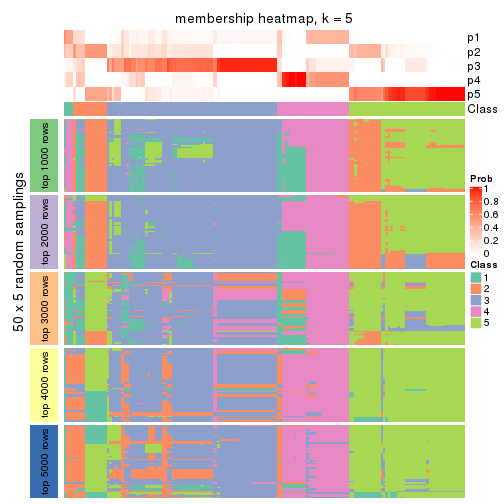 membership heatmap, k = 5
p1
p2
p3
p4
p5
Class
50 x 5 random samplings
top 1000 rows
top 2000 rows
top 3000 rows
top 4000 rows
top 5000 rows
Prob
1
0.8
0.6
0.4
0.2
0
Class
1
2
3
4
5